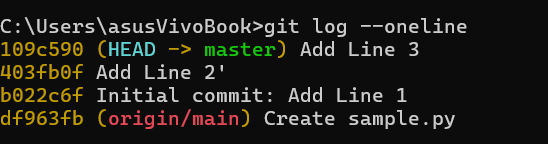 C:\Users\asusVivoBook>git log --oneline
109c590 (HEAD -> master) Add Line 3
403fb0f Add Line 2'
b022c6f Initial commit: Add Line 1
df963fb (origin/main) Create sample.py